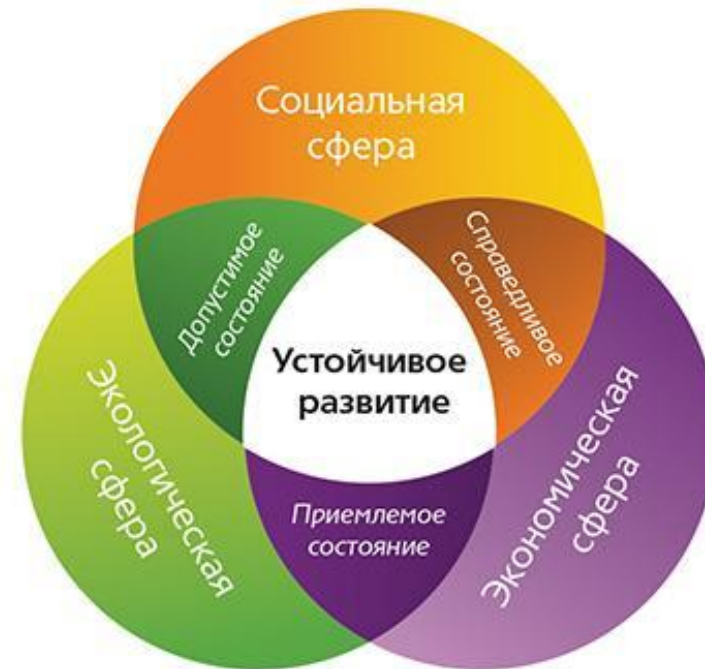 Социальная
сфера
Допустимое
состояние
Справедливое
состояние
Устойчивое
развитие
Экологическая
сфера
Приемлемое
состояние
Экономическая
сфера